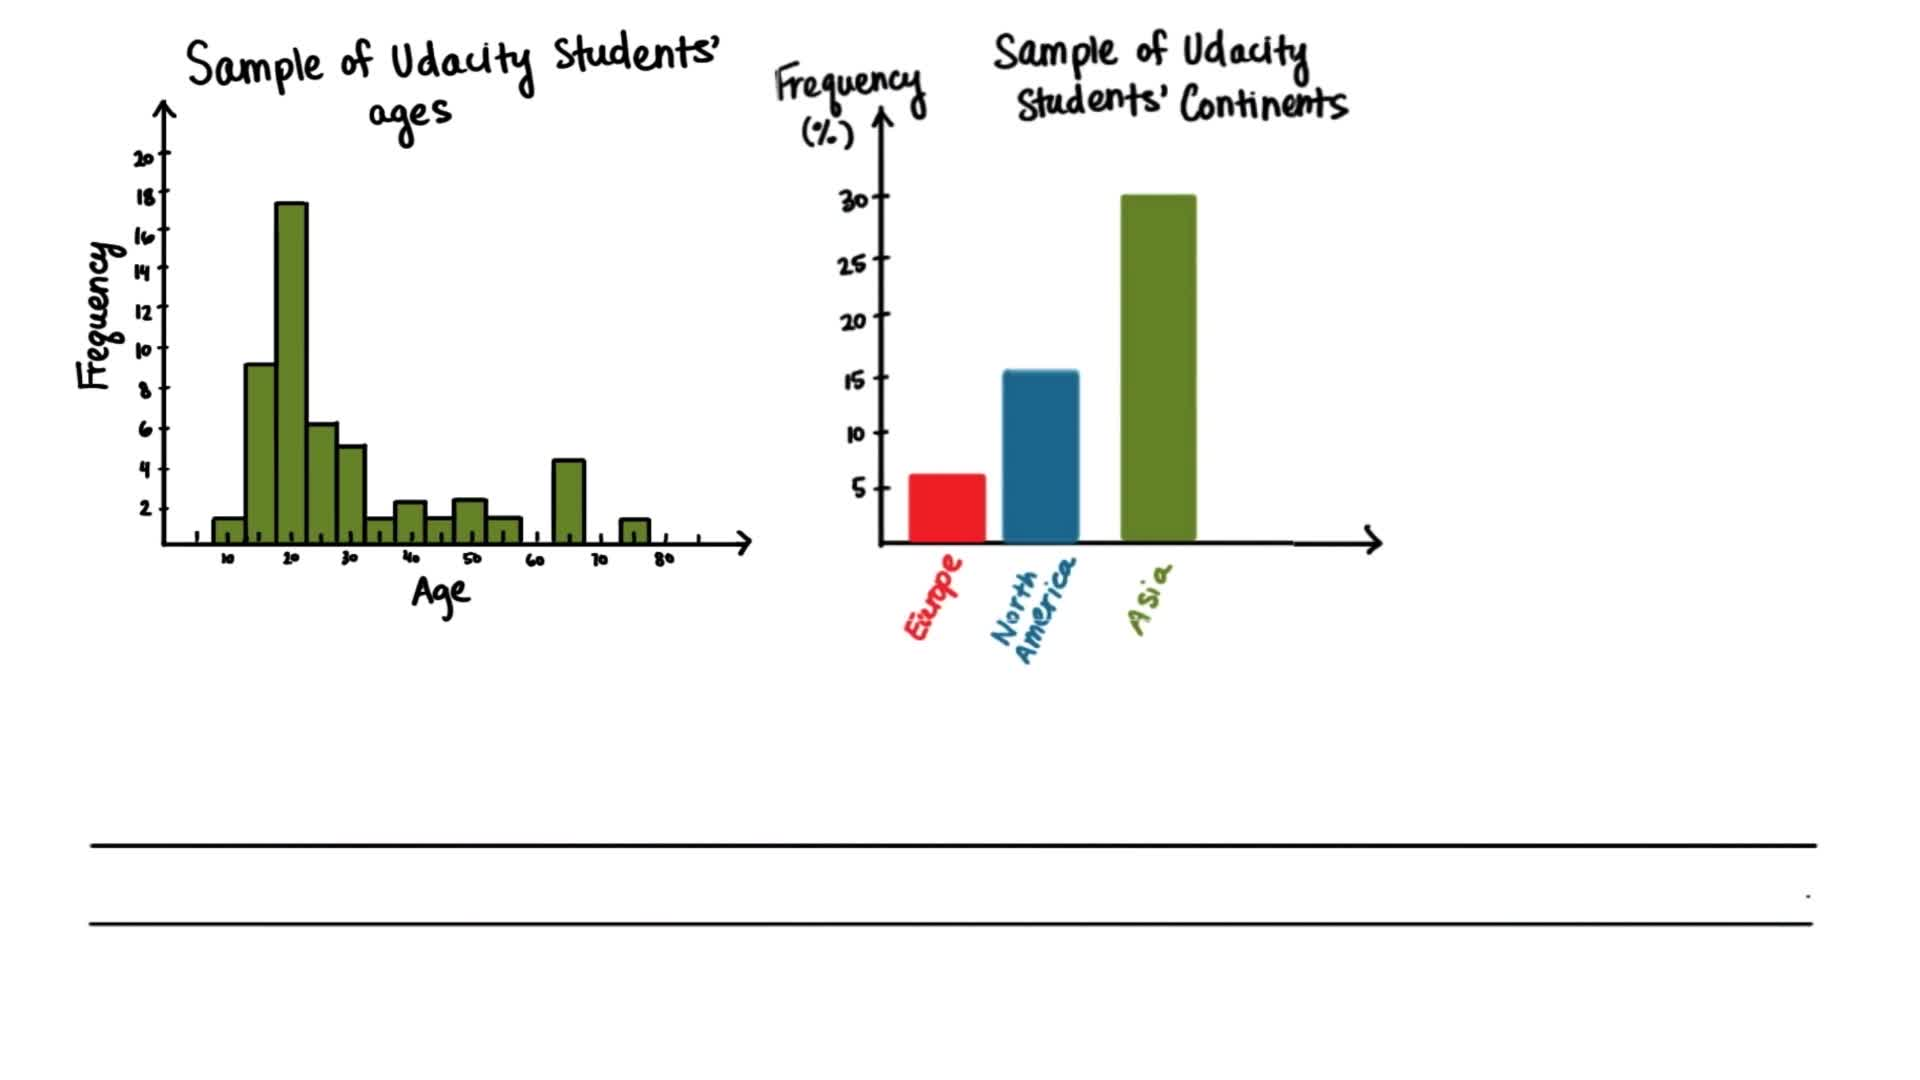 Sample of Udacity Students'
ages
Frequency
20
18
16
14
12
10
8
6
4
2
10 20 30 40 50 60 70 80
Age
Sample of Udacity
Students' Continents
Frequency
(%)
30
25
20
15
10
5
Europe
North
America
Asia